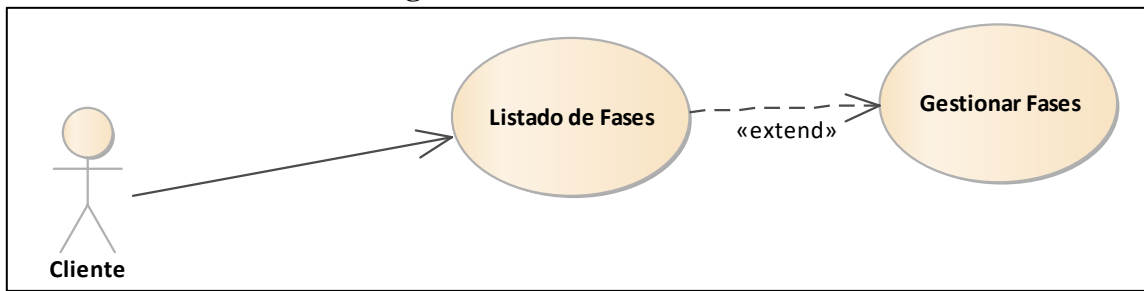 Listado de Fases
Gestionar Fases
«extend»
Cliente